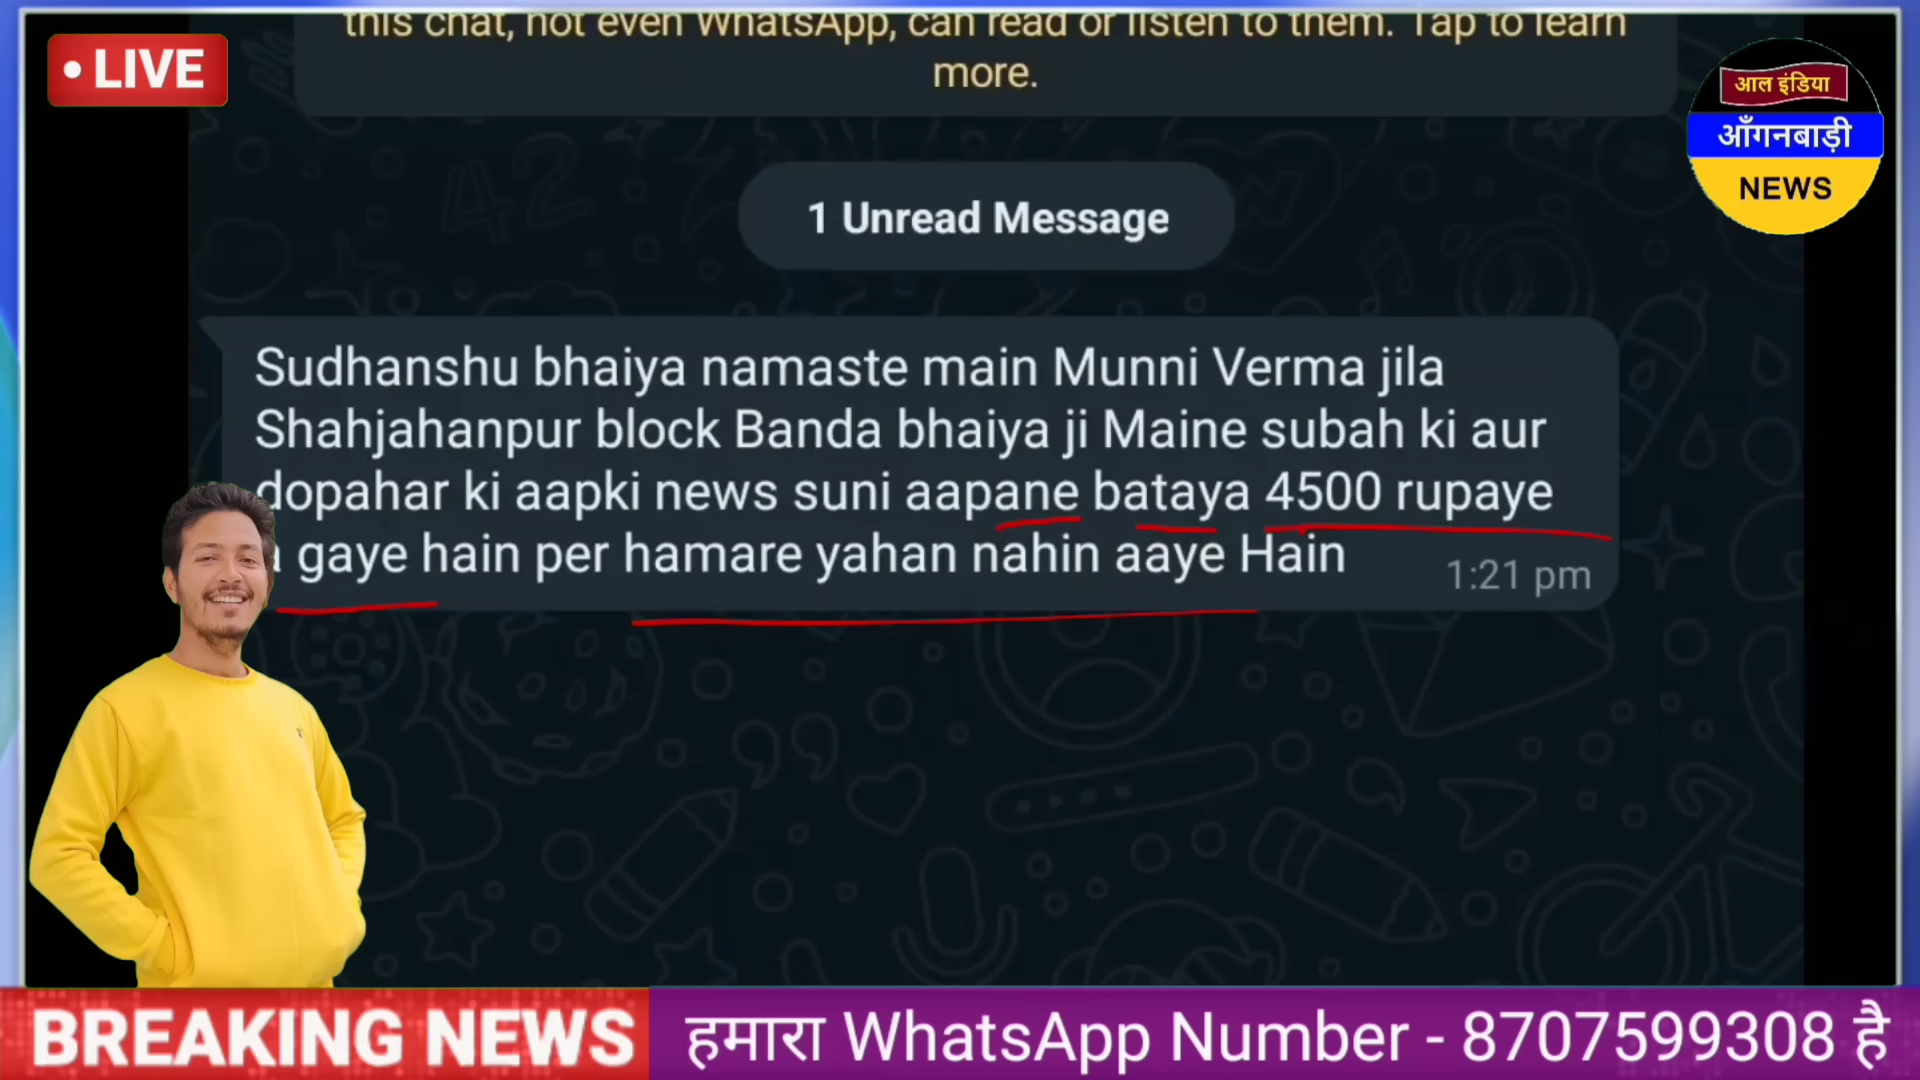 this chat, not even WhatsApp, can read or listen to them. Tap to learn
more.
• LIVE
आल इंडिया
आँगनबाड़ी
NEWS
1 Unread Message
Sudhanshu bhaiya namaste main Munni Verma jila
Shahjahanpur block Banda bhaiya ji Maine subah ki aur
dopahar ki aapki news suni aapane bataya 4500 rupaye
gaye hain per hamare yahan nahin aaye Hain
1:21 pm
BREAKING NEWS
हमारा WhatsApp Number - 8707599308 है